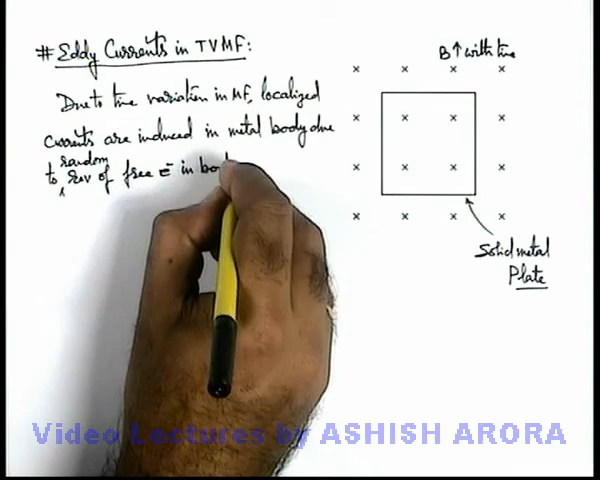 # Eddy Currents in TVMF:
Due to time variation in MF, localized
currents are induced in metal body due
random
to ∧ rev of free e̅ in bod
B↑ with time
Solid metal
Plate
Video Lectures by ASHISH ARORA